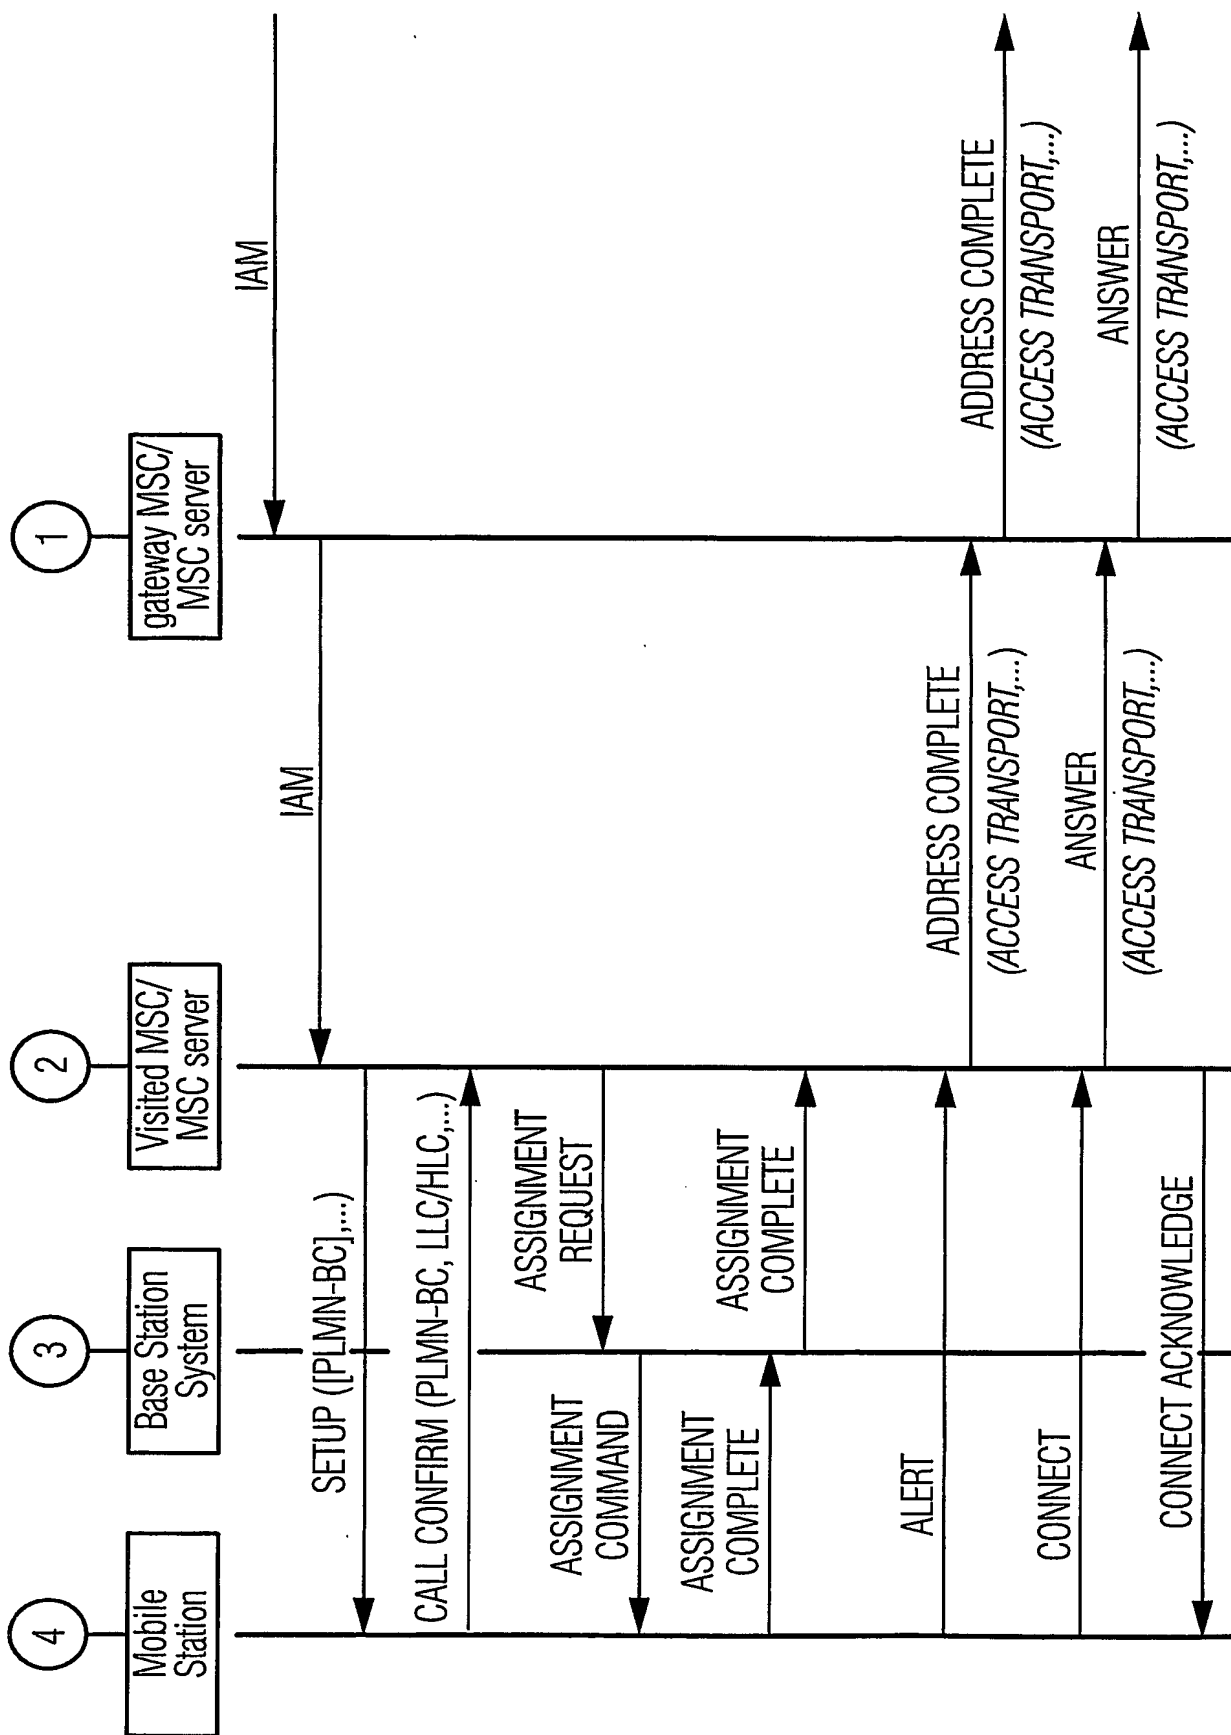 4
Mobile
Station
3
Base Station
System
2
Visited MSC/
MSC server
1
gateway MSC/
MSC server
IAM
IAM
SETUP ([PLMN-BC],...)
CALL CONFIRM (PLMN-BC, LLC/HLC,...)
ASSIGNMENT
REQUEST
ASSIGNMENT
COMMAND
ASSIGNMENT
COMPLETE
ASSIGNMENT
COMPLETE
ALERT
ADDRESS COMPLETE
(ACCESS TRANSPORT,...)
ADDRESS COMPLETE
(ACCESS TRANSPORT,...)
CONNECT
ANSWER
(ACCESS TRANSPORT,...)
ANSWER
(ACCESS TRANSPORT,...)
CONNECT ACKNOWLEDGE